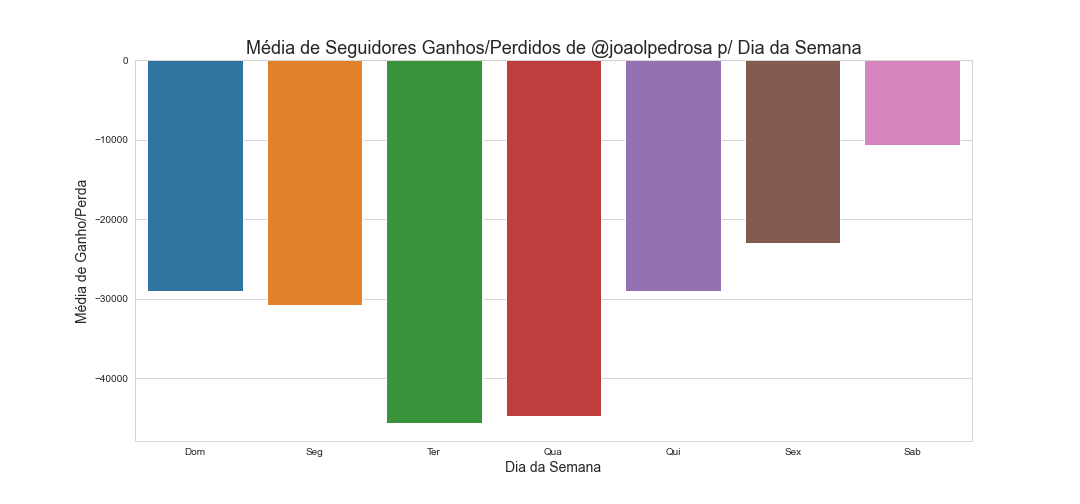 Média de Seguidores Ganhos/Perdidos de @joaolpedrosa p/ Dia da Semana
0
−10000
−20000
−30000
−40000
Média de Ganho/Perda
Dom Seg Ter Qua Qui Sex Sab
Dia da Semana